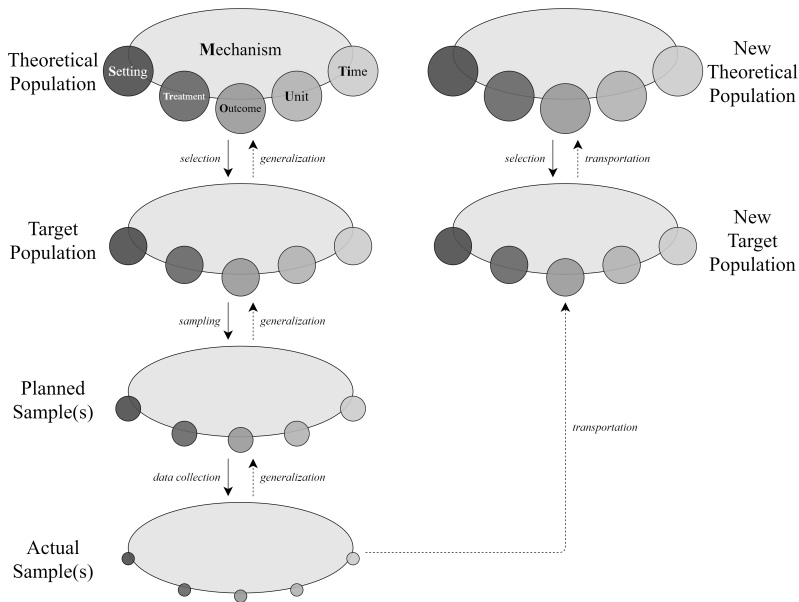 Theoretical
Population
Mechanism
Setting
Treatment
Outcome
Unit
Time
New
Theoretical
Population
selection
generalization
selection
transportation
Target
Population
New
Target
Population
sampling
generalization
Planned
Sample(s)
transportation
data collection
generalization
Actual
Sample(s)